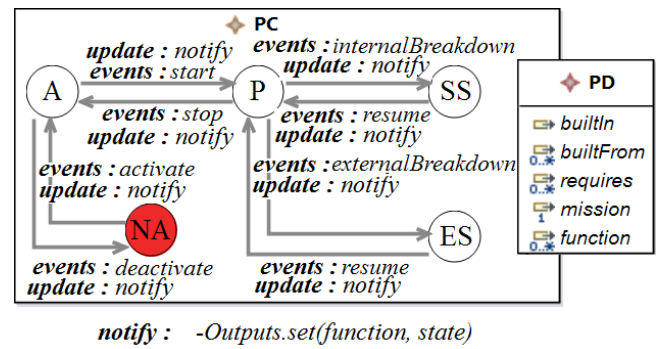 PC
update : notify
events : start
events : internalBreakdown
update : notify
A
P
SS
events : stop
update : notify
events : resume
update : notify
events : activate
update : notify
events : externalBreakdown
update : notify
NA
ES
events : deactivate
update : notify
events : resume
update : notify
PD
builtIn
builtFrom
0..*
requires
0..*
mission
1
function
0..*
notify : -Outputs.set(function, state)